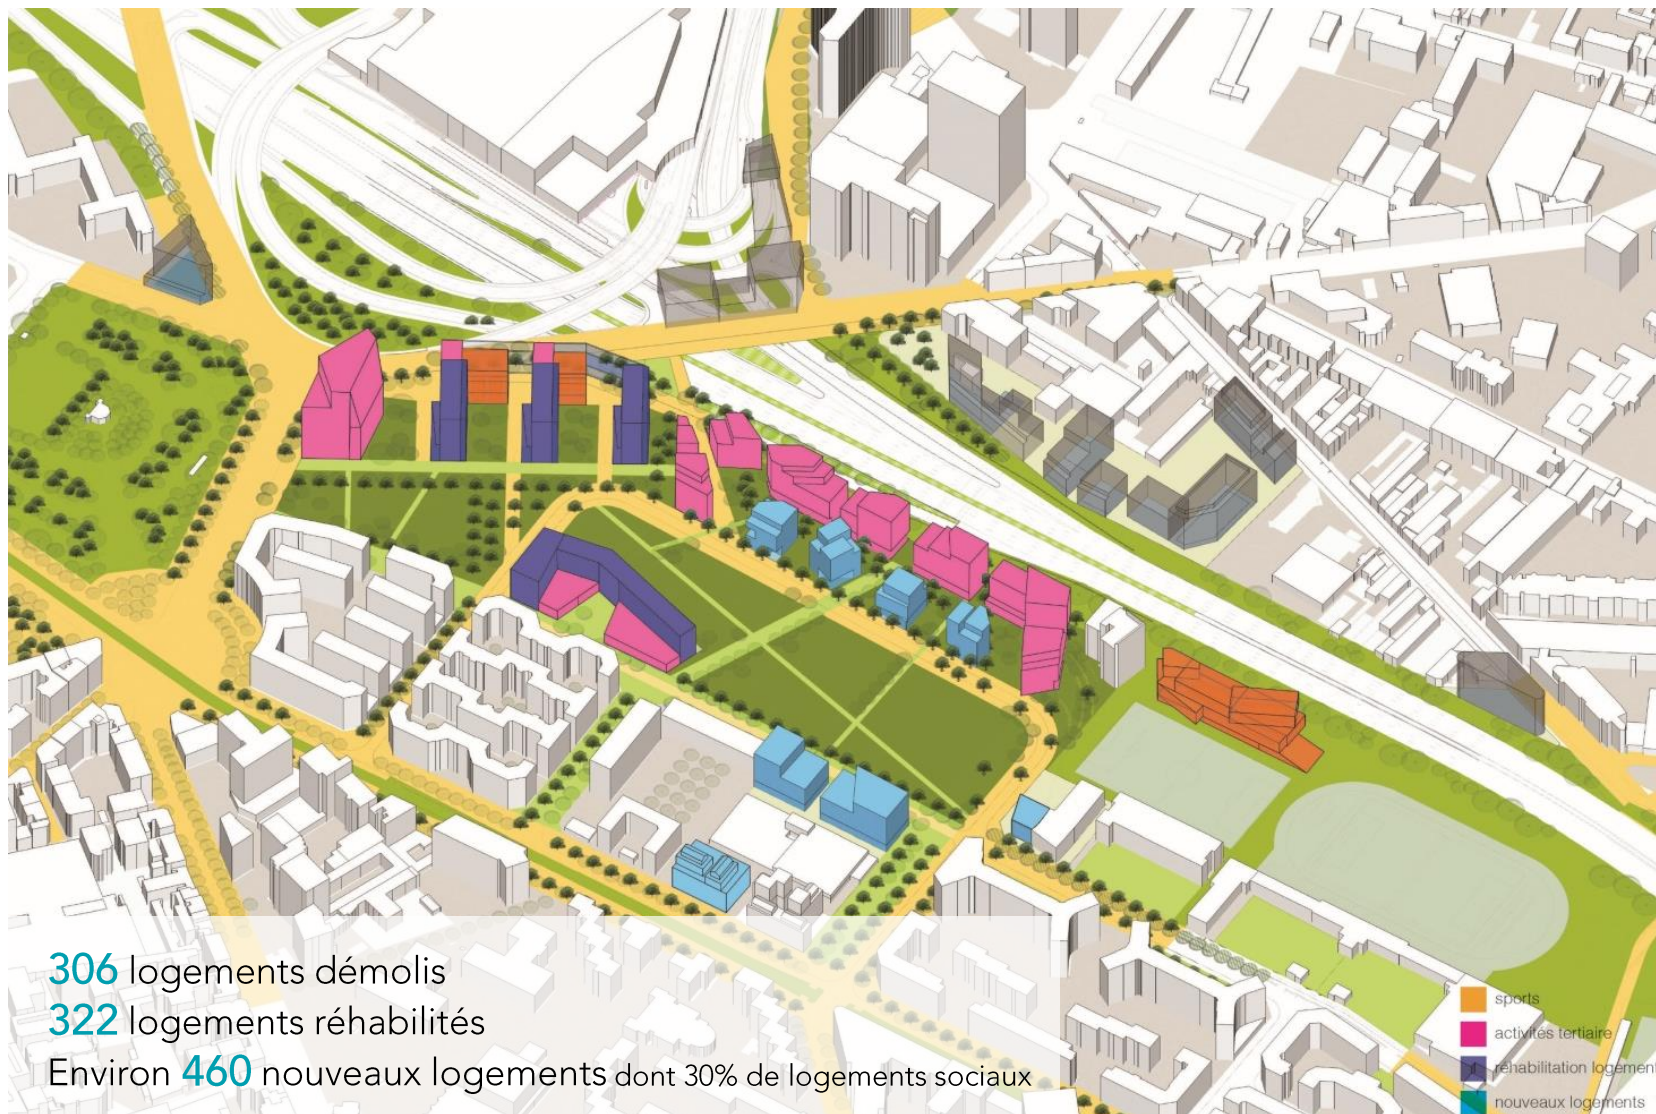 306 logements démolis
322 logements réhabilités
Environ 460 nouveaux logements dont 30% de logements sociaux
sports
activités tertiaire
réhabilitation logement
nouveaux logements